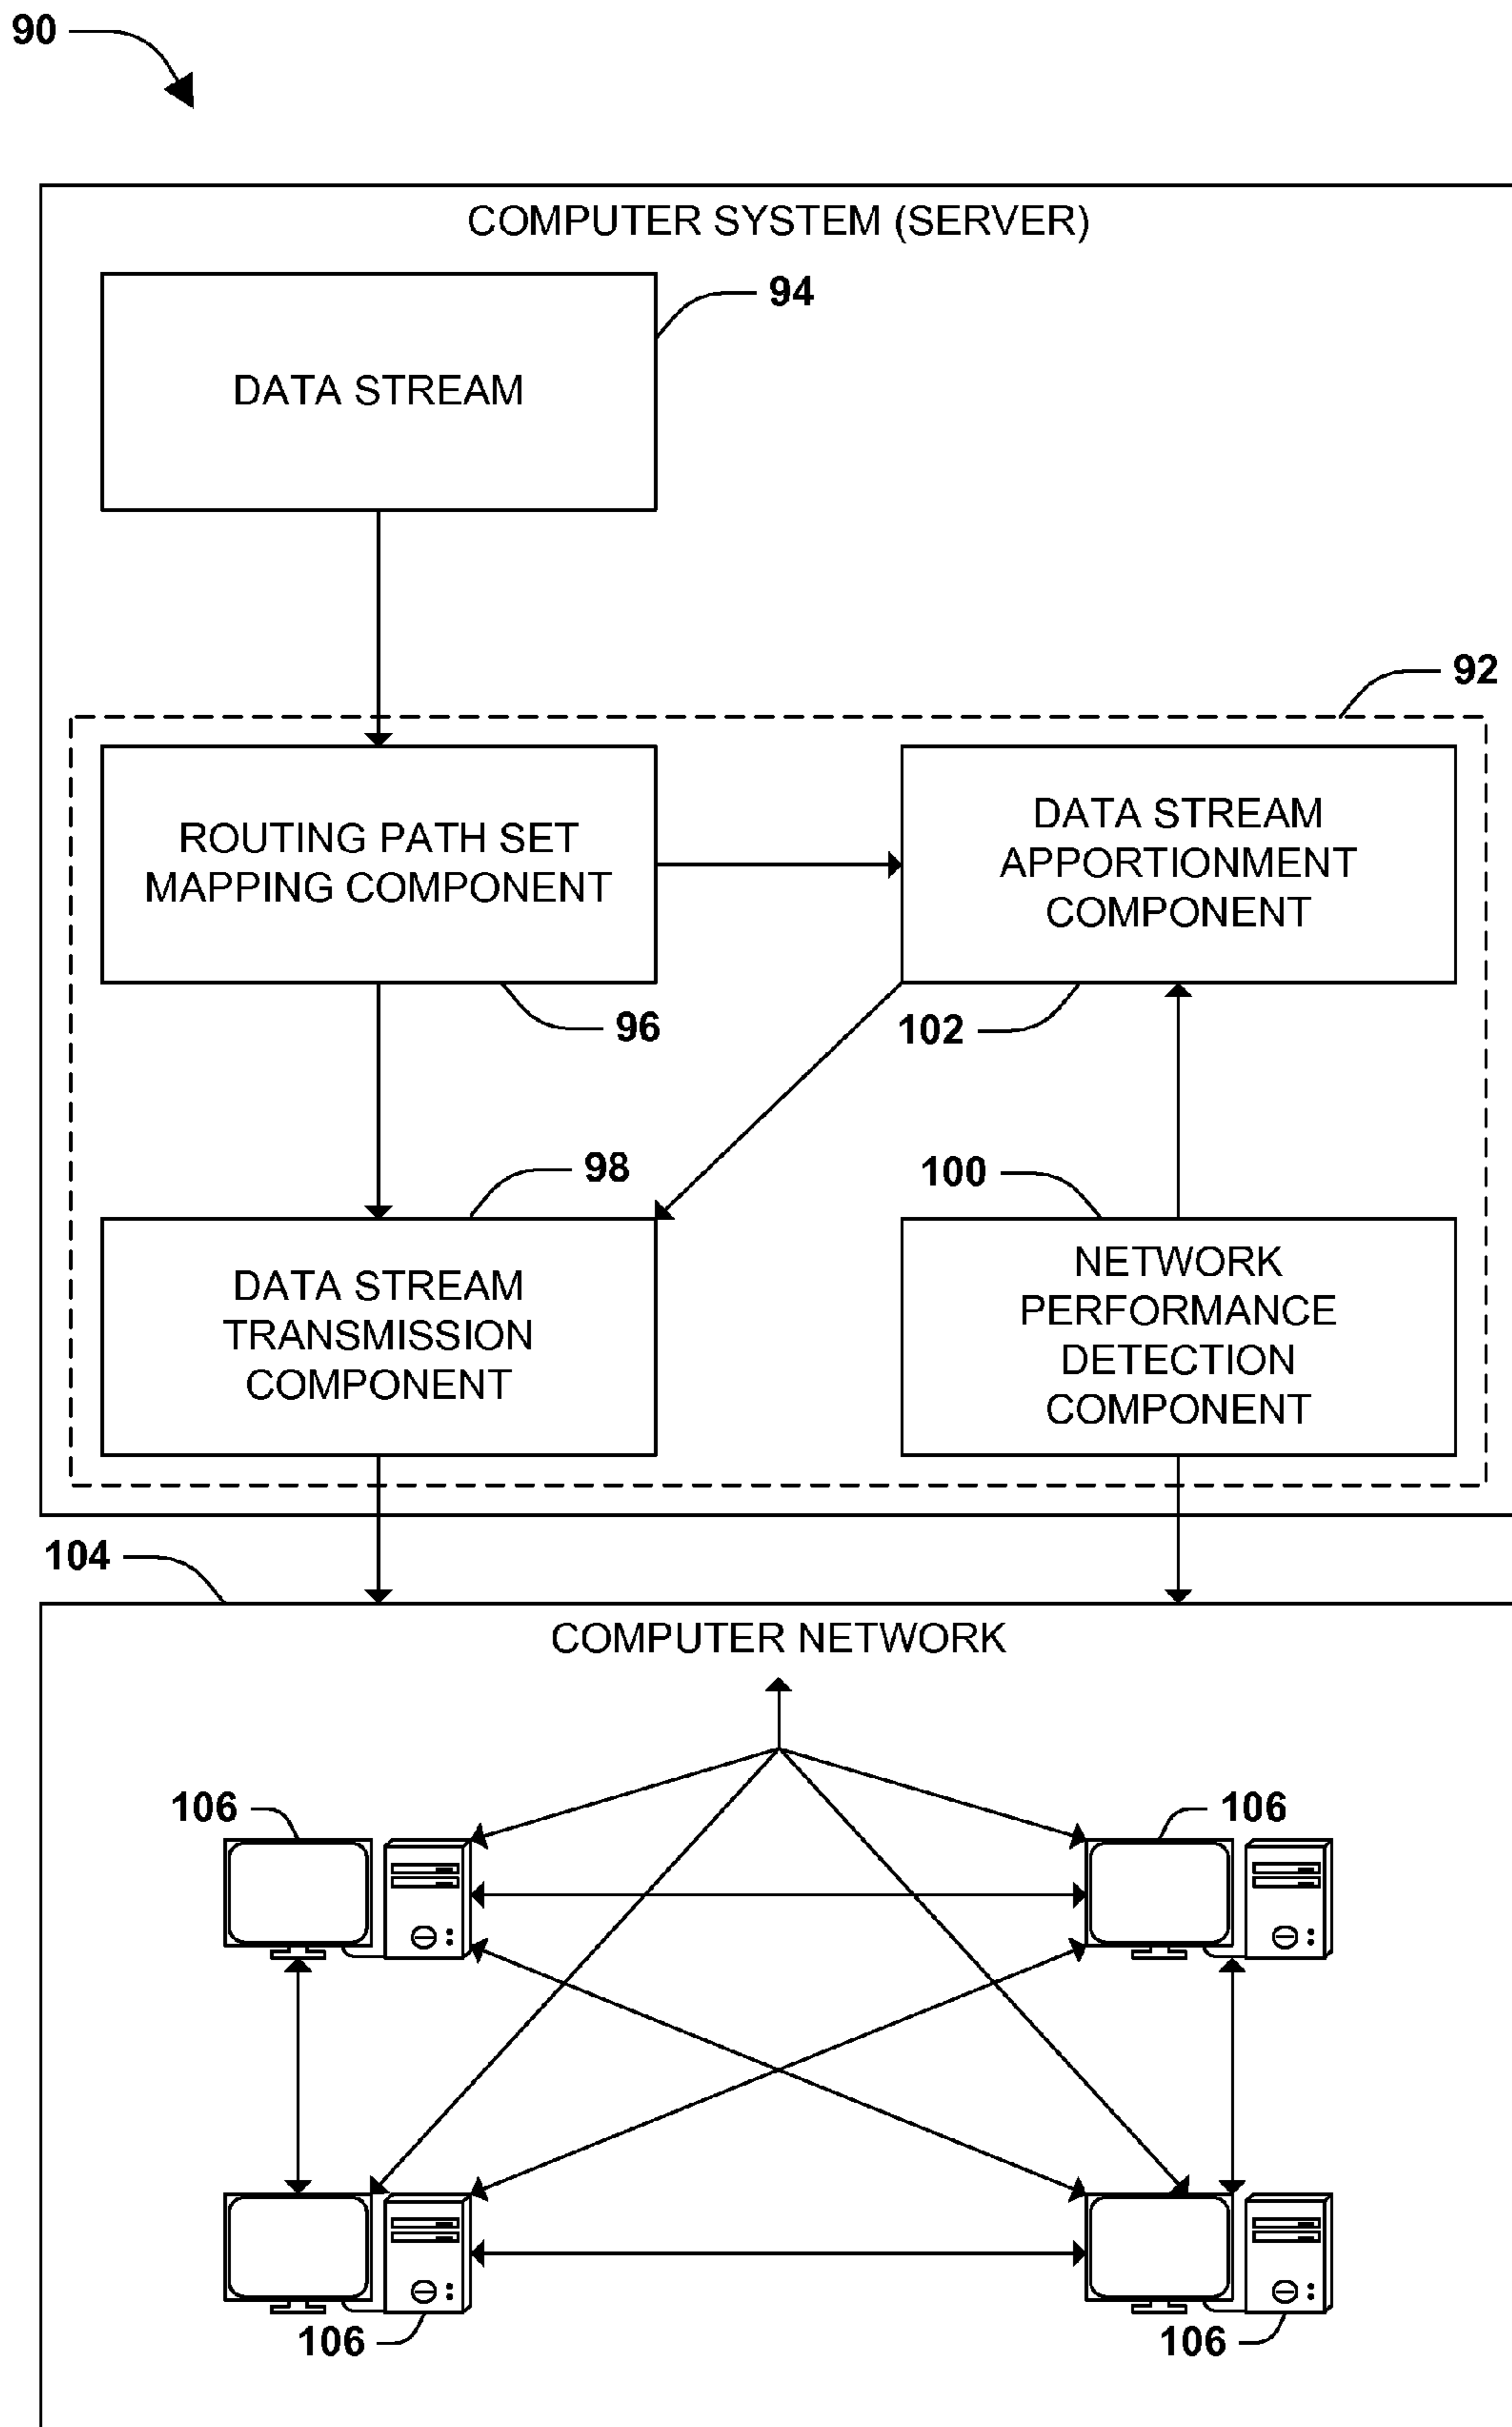 90
COMPUTER SYSTEM (SERVER)
94
DATA STREAM
92
ROUTING PATH SET
MAPPING COMPONENT
DATA STREAM
APPORTIONMENT
COMPONENT
96
102
98
100
DATA STREAM
TRANSMISSION
COMPONENT
NETWORK
PERFORMANCE
DETECTION
COMPONENT
104
COMPUTER NETWORK
106
106
106
106